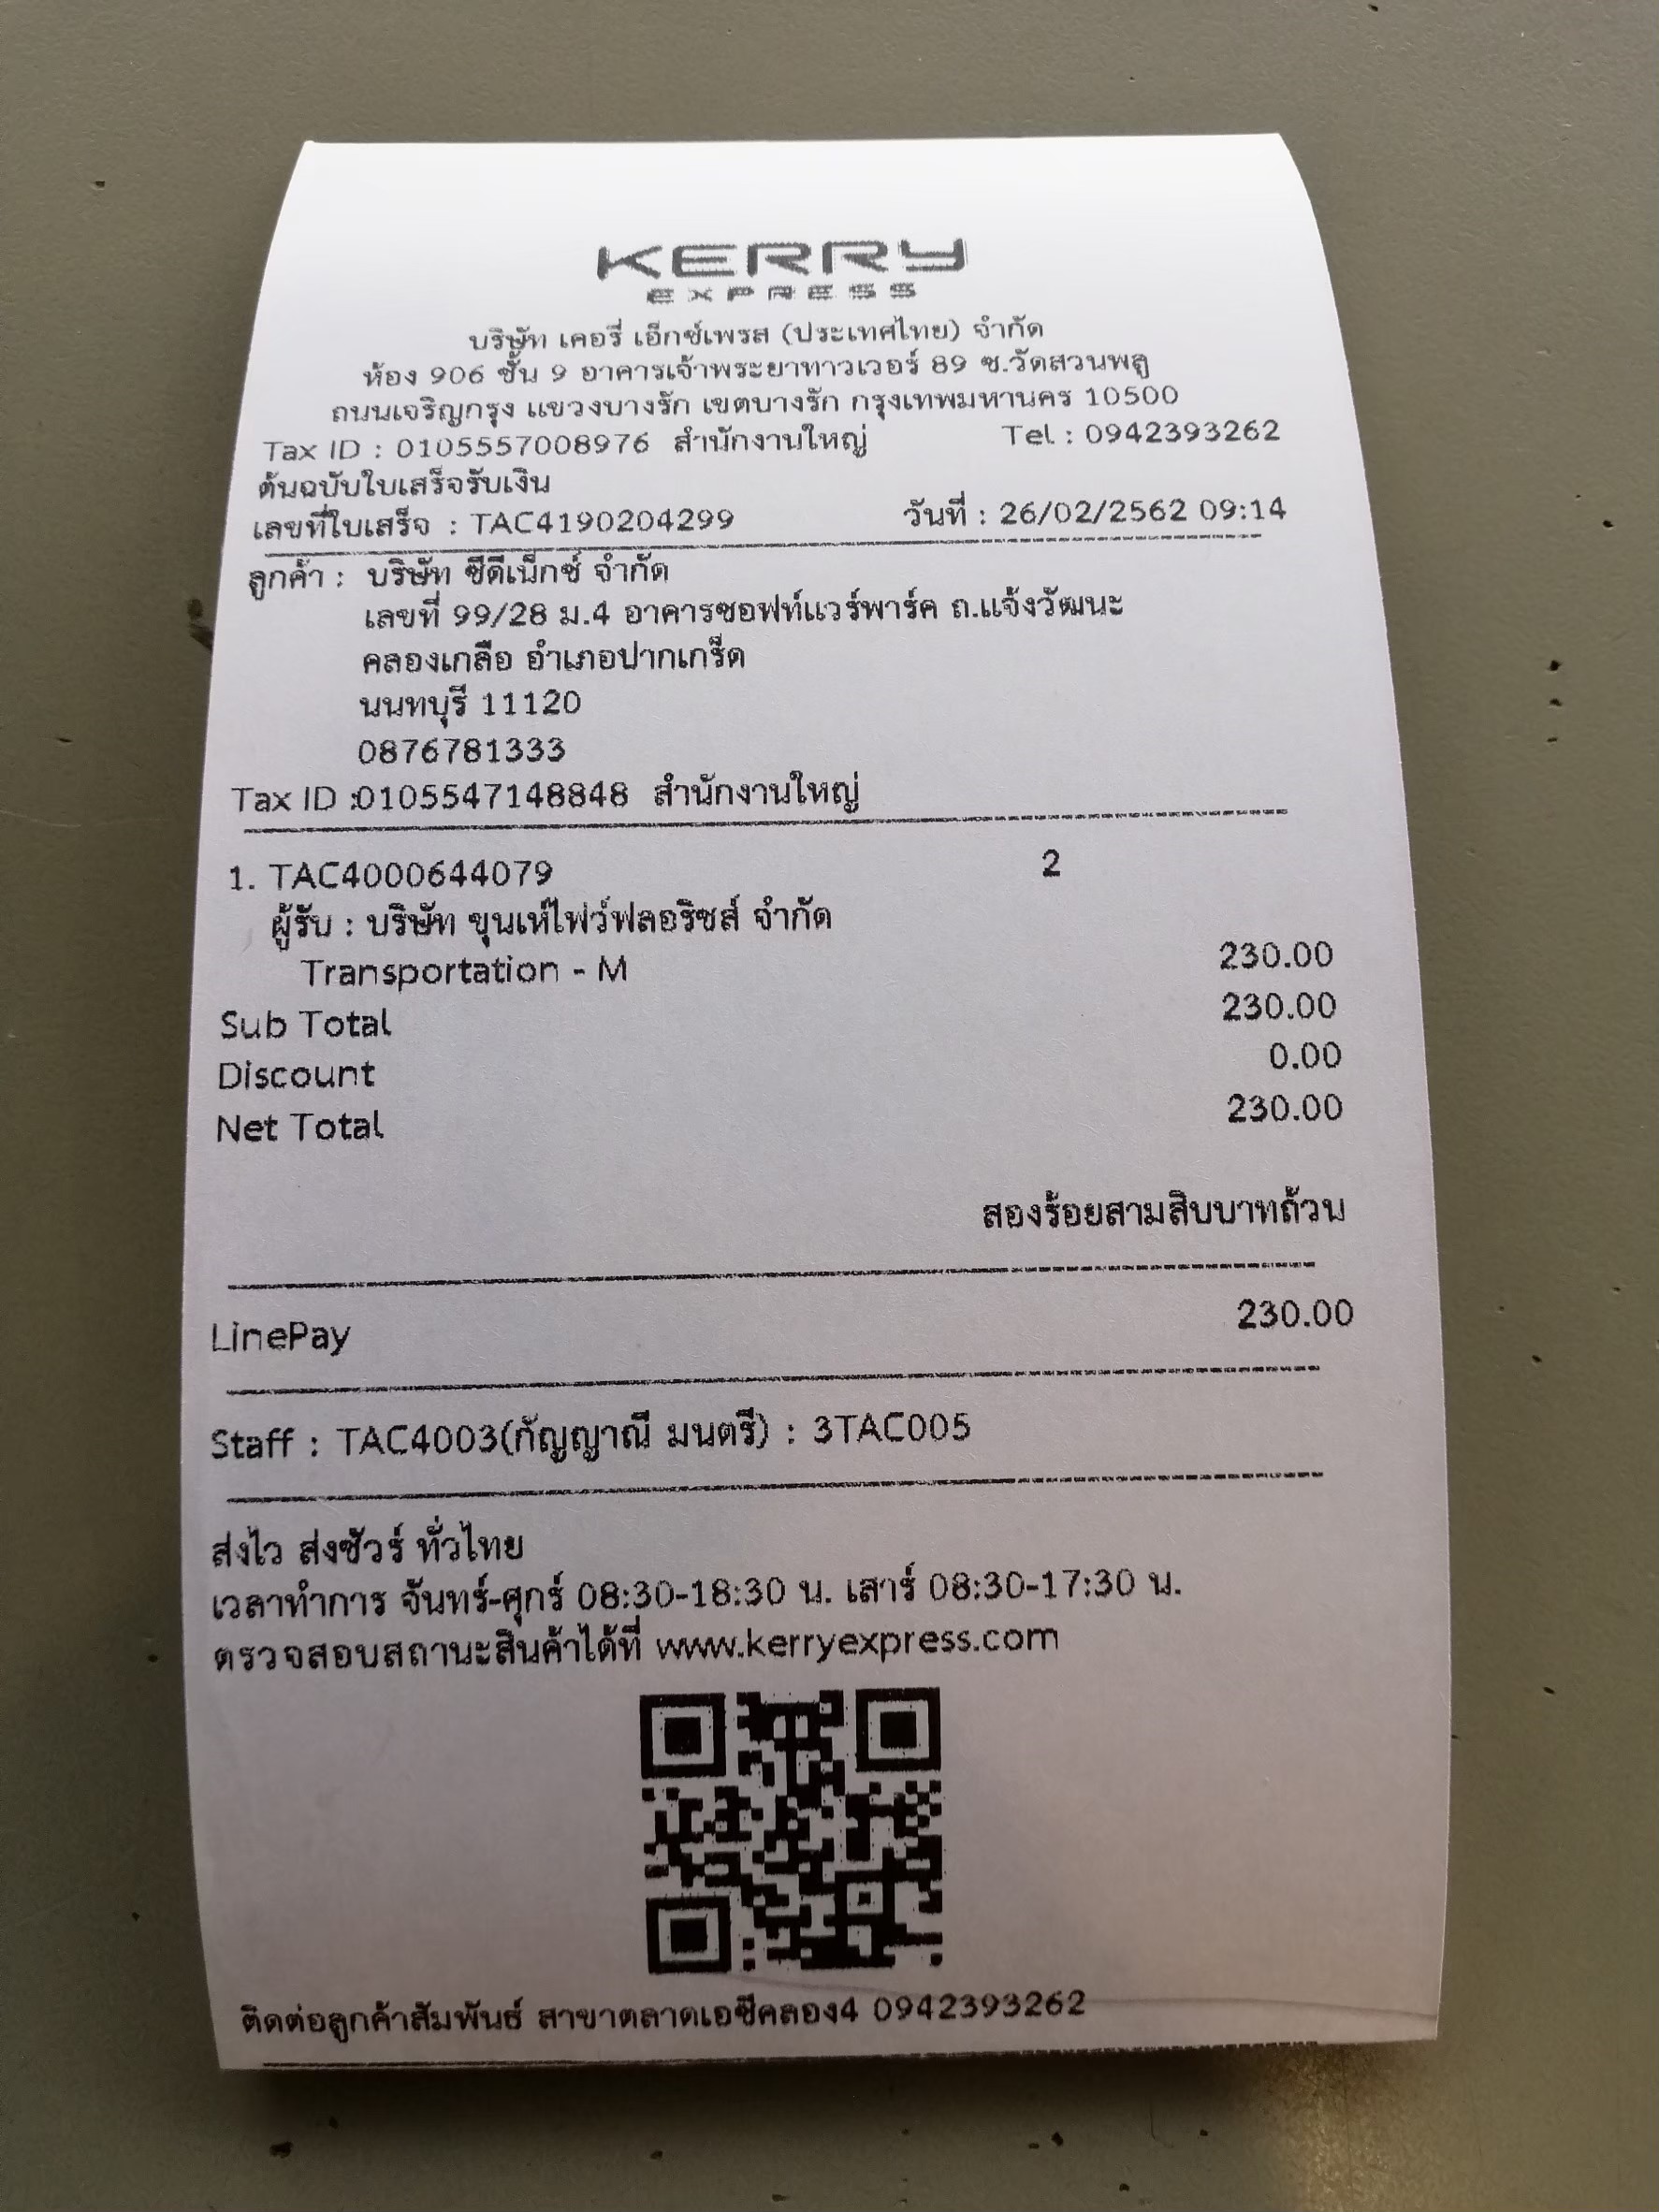 KERRY
EXPRESS
บริษัท เคอรี่ เอ็กซ์เพรส (ประเทศไทย) จำกัด
ห้อง 906 ชั้น 9 อาคารเจ้าพระยาทาวเวอร์ 89 ซ.วัดสวนพลู
ถนนเจริญกรุง แขวงบางรัก เขตบางรัก กรุงเทพมหานคร 10500
Tax ID : 0105557008976 สำนักงานใหญ่ Tel : 0942393262
ต้นฉบับใบเสร็จรับเงิน
เลขที่ใบเสร็จ : TAC4190204299 วันที่ : 26/02/2562 09:14
ลูกค้า : บริษัท ซีดีเน็กซ์ จำกัด
เลขที่ 99/28 ม.4 อาคารซอฟท์แวร์พาร์ค ถ.แจ้งวัฒนะ
คลองเกลือ อำเภอปากเกร็ด
นนทบุรี 11120
0876781333
Tax ID :0105547148848 สำนักงานใหญ่
1. TAC4000644079 2
ผู้รับ : บริษัท ขุนเห์ไฟว์ฟลอริชส์ จำกัด
Transportation - M 230.00
Sub Total 230.00
Discount 0.00
Net Total 230.00
สองร้อยสามสิบบาทถ้วน
LinePay 230.00
Staff : TAC4003(กัญญาณี มนตรี) : 3TAC005
ส่งไว ส่งชัวร์ ทั่วไทย
เวลาทำการ จันทร์-ศุกร์ 08:30-18:30 น. เสาร์ 08:30-17:30 น.
ตรวจสอบสถานะสินค้าได้ที่ www.kerryexpress.com
ติดต่อลูกค้าสัมพันธ์ สาขาตลาดเอซีคลอง4 0942393262